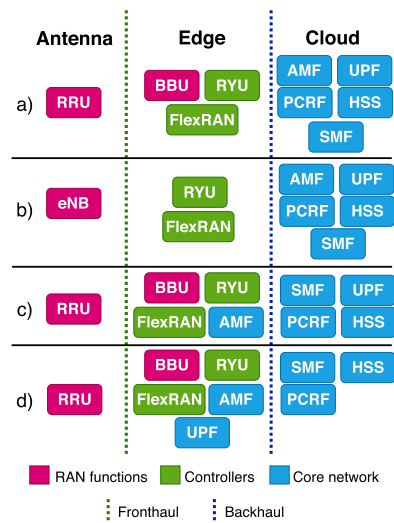 Antenna Edge Cloud
a) RRU BBU RYU FlexRAN AMF UPF PCRF HSS SMF
b) eNB RYU FlexRAN AMF UPF PCRF HSS SMF
c) RRU BBU RYU FlexRAN AMF SMF UPF PCRF HSS
d) RRU BBU RYU FlexRAN AMF UPF SMF HSS PCRF
RAN functions Controllers Core network
Fronthaul Backhaul